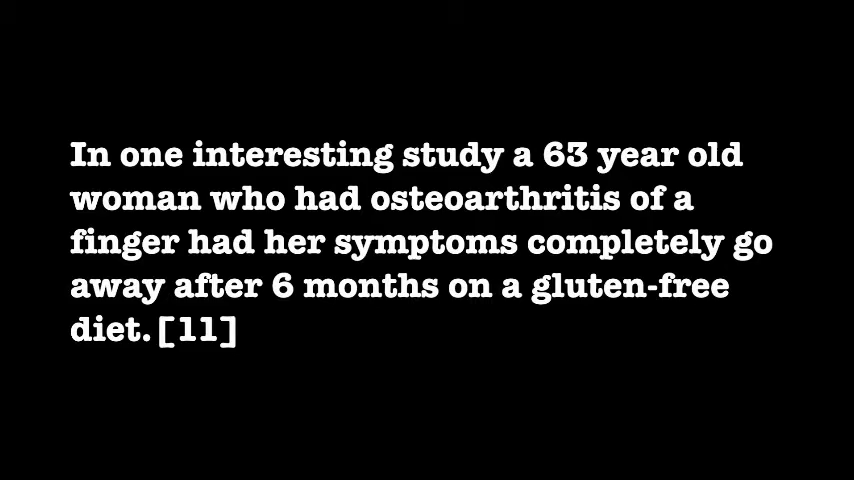 In one interesting study a 63 year old
woman who had osteoarthritis of a
finger had her symptoms completely go
away after 6 months on a gluten-free
diet. [11]